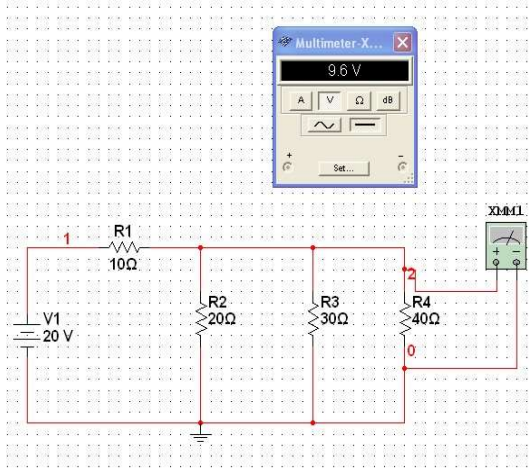 Multimeter-X...
9.6 V
A V Ω dB
+ -
Set...
XMM1
+ -
1
R1
10Ω
2
R2
20Ω
R3
30Ω
R4
40Ω
V1
20 V
0